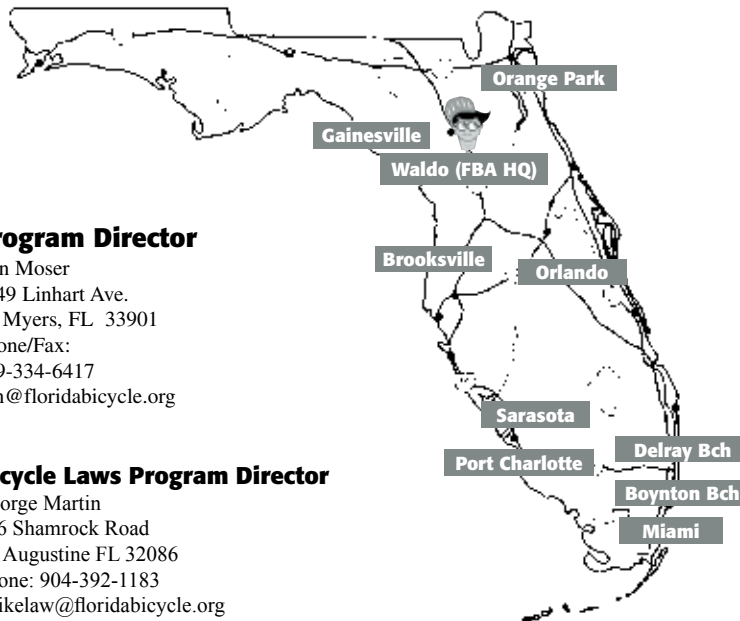 Orange Park
Gainesville
Waldo (FBA HQ)
Brooksville
Orlando
Sarasota
Port Charlotte
Delray Bch
Boynton Bch
Miami
rogram Director
n Moser
49 Linhart Ave.
Myers, FL 33901
one/Fax:
9-334-6417
n@floridabicycle.org
cycle Laws Program Director
orge Martin
6 Shamrock Road
Augustine FL 32086
one: 904-392-1183
ikelaw@floridabicycle.org